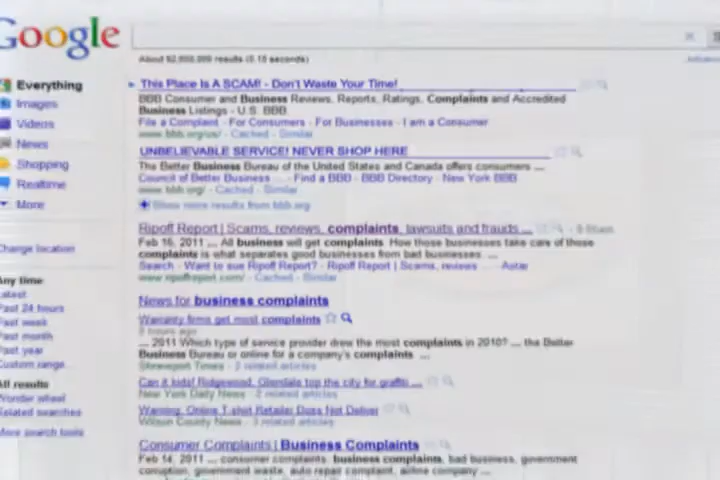 Google
About 92,000,000 results (0.10 seconds)
Everything
Images
Videos
News
Shopping
Realtime
More
Change location
Any time
Latest
Past 24 hours
Past week
Past month
Past year
Custom range...
All results
Wonder wheel
Related searches
More search tools
This Place Is A SCAM! - Don't Waste Your Time!
BBB Consumer and Business Reviews, Reports, Ratings, Complaints and Accredited
Business Listings - U.S. BBB.
File a Complaint - For Consumers - For Businesses - I am a Consumer
www.bbb.org/us/ - Cached - Similar
UNBELIEVABLE SERVICE! NEVER SHOP HERE
The Better Business Bureau of the United States and Canada offers consumers ...
Council of Better Business ... - Find a BBB - BBB Directory - New York BBB
www.bbb.org/ - Cached - Similar
Show more results from bbb.org
Ripoff Report | Scams, reviews, complaints, lawsuits and frauds ...
Feb 16, 2011 ... All business will get complaints. How those businesses take care of those
complaints is what separates good businesses from bad businesses. ...
Search - Want to sue Ripoff Report? - Ripoff Report | Scams, reviews ...
www.ripoffreport.com/ - Cached - Similar
News for business complaints
Warranty firms get most complaints
8 hours ago
... 2011 Which type of service provider drew the most complaints in 2010? ... the Better
Business Bureau or online for a company's complaints ...
Shreveport Times - 2 related articles
Can it kids! Ridgewood, Glendale top the city for graffiti ...
New York Daily News - 2 related articles
Warning: Online T-shirt Retailer Does Not Deliver
Wilson County News - 3 related articles
Consumer Complaints | Business Complaints
Feb 14, 2011 ... consumer complaints, business complaints, bad business, government
corruption, government waste, auto repair complaint, airline company ...